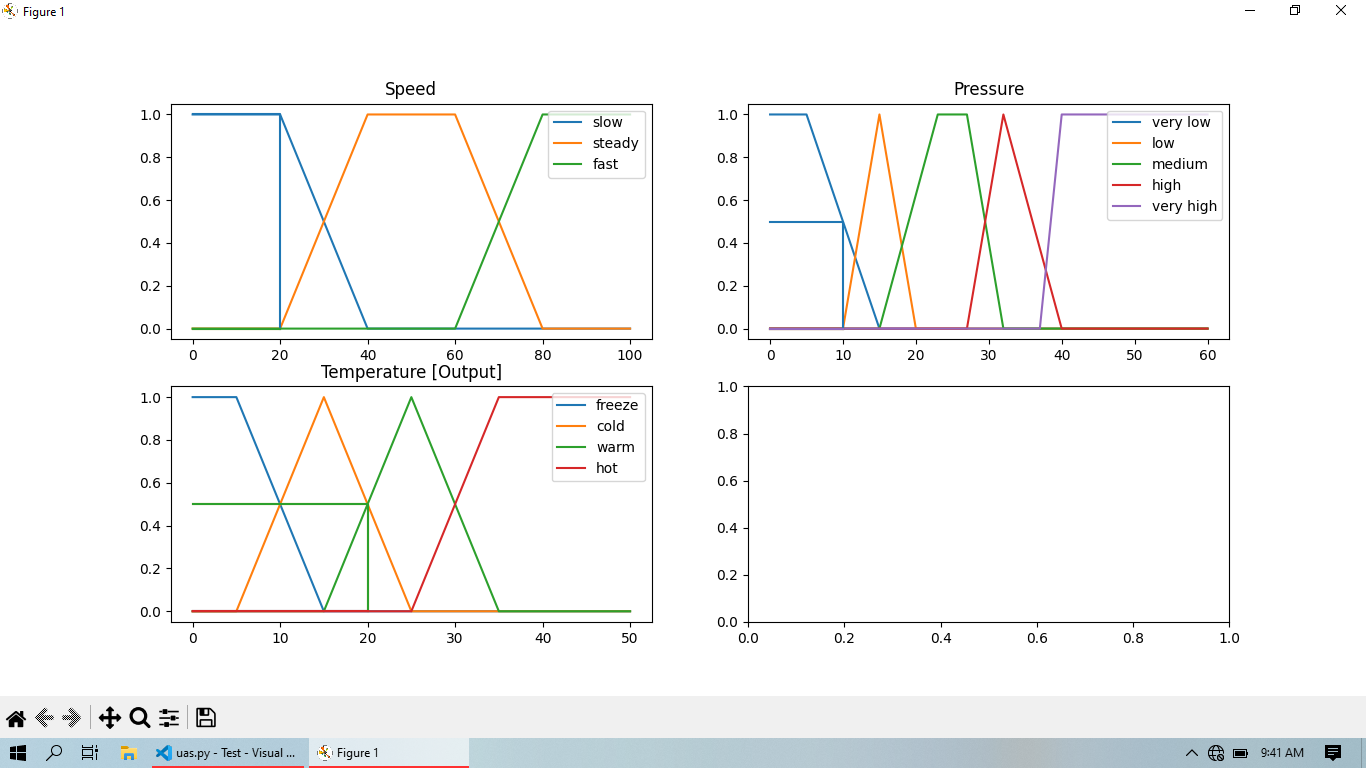 Figure 1
Speed
1.0
0.8
0.6
0.4
0.2
0.0
0 20 40 60 80 100
slow
steady
fast
Pressure
1.0
0.8
0.6
0.4
0.2
0.0
0 10 20 30 40 50 60
very low
low
medium
high
very high
Temperature [Output]
1.0
0.8
0.6
0.4
0.2
0.0
0 10 20 30 40 50
freeze
cold
warm
hot
1.0
0.8
0.6
0.4
0.2
0.0
0.0 0.2 0.4 0.6 0.8 1.0
uas.py - Test - Visual ...
Figure 1
9:41 AM